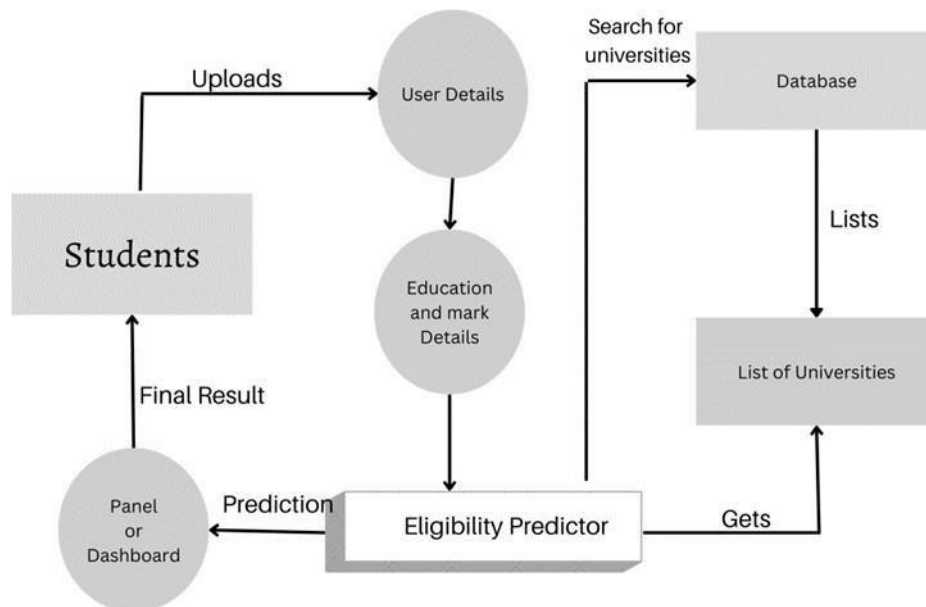 Search for
universities
Uploads
User Details
Database
Students
Lists
Education
and mark
Details
List of Universities
Final Result
Panel
or
Dashboard
Prediction
Eligibility Predictor
Gets